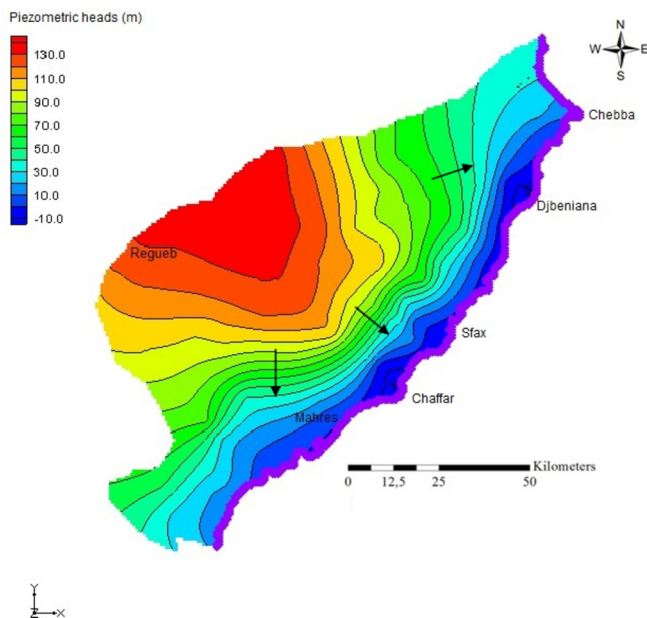 Piezometric heads (m)
130.0
110.0
90.0
70.0
50.0
30.0
10.0
-10.0
N
W E
S
Chebba
Djbeniana
Regueb
Sfax
Chaffar
Mahres
Kilometers
0 12,5 25 50
Y
Z X